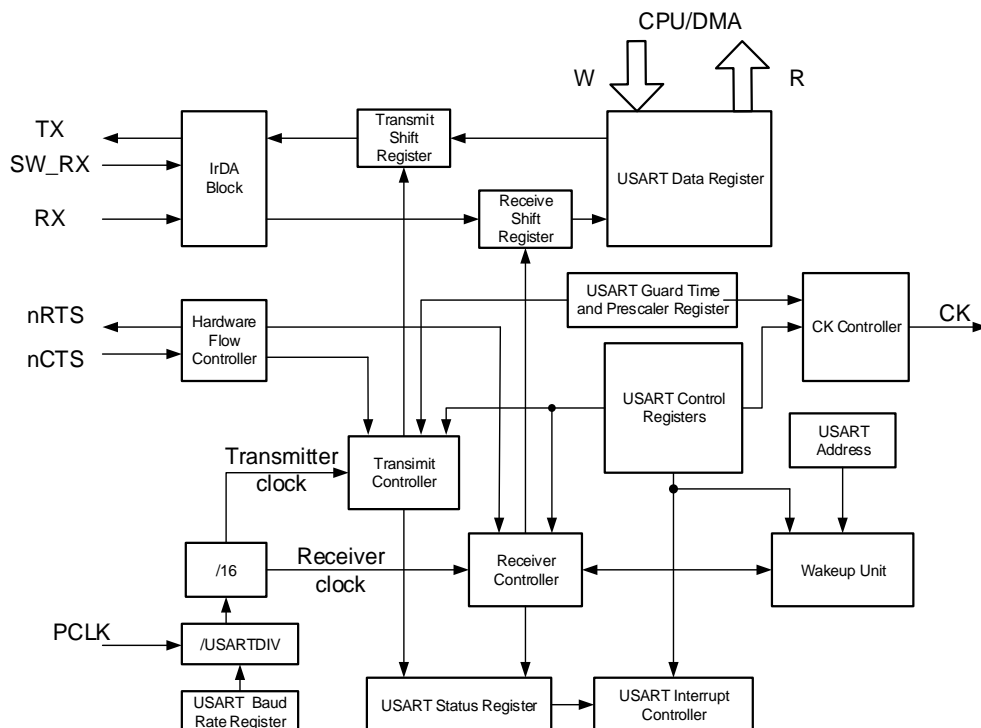 CPU/DMA
W
R
TX
SW_RX
RX
IrDA
Block
Transmit
Shift
Register
Receive
Shift
Register
USART Data Register
nRTS
nCTS
Hardware
Flow
Controller
USART Guard Time
and Prescaler Register
CK Controller
CK
USART Control
Registers
USART
Address
Transmitter
clock
Transimit
Controller
/16
Receiver
clock
Receiver
Controller
Wakeup Unit
PCLK
/USARTDIV
USART Baud
Rate Register
USART Status Register
USART Interrupt
Controller